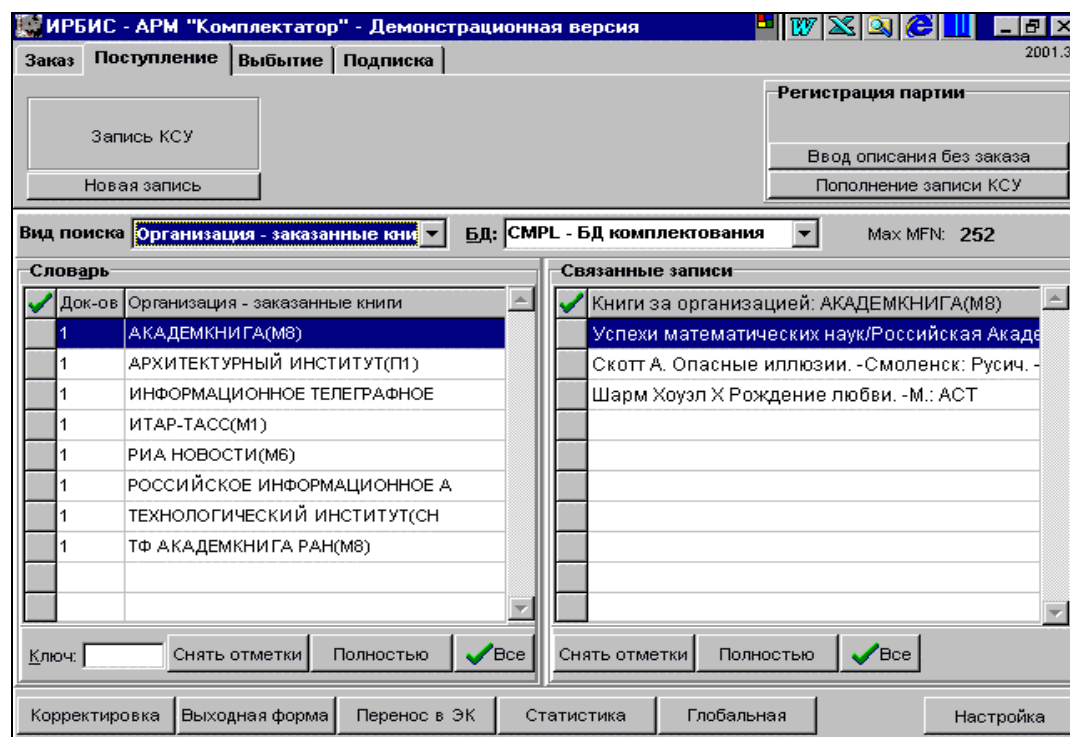 ИРБИС - АРМ "Комплектатор" - Демонстрационная версия
Заказ Поступление Выбытие Подписка
2001.3
Запись КСУ
Новая запись
Регистрация партии
Ввод описания без заказа
Пополнение записи КСУ
Вид поиска Организация - заказанные кни БД: CMPL - БД комплектования Max MFN: 252
Словарь
Док-ов Организация - заказанные книги
1 АКАДЕМКНИГА(М8)
1 АРХИТЕКТУРНЫЙ ИНСТИТУТ(П1)
1 ИНФОРМАЦИОННОЕ ТЕЛЕГРАФНОЕ
1 ИТАР-ТАСС(М1)
1 РИА НОВОСТИ(М6)
1 РОССИЙСКОЕ ИНФОРМАЦИОННОЕ А
1 ТЕХНОЛОГИЧЕСКИЙ ИНСТИТУТ(СН
1 ТФ АКАДЕМКНИГА РАН(М8)
Ключ: Снять отметки Полностью Все
Связанные записи
Книги за организацией: АКАДЕМКНИГА(М8)
Успехи математических наук/Российская Акаде
Скотт А. Опасные иллюзии. -Смоленск: Русич. -
Шарм Хоуэл Х Рождение любви. -М.: АСТ
Снять отметки Полностью Все
Корректировка Выходная форма Перенос в ЭК Статистика Глобальная Настройка